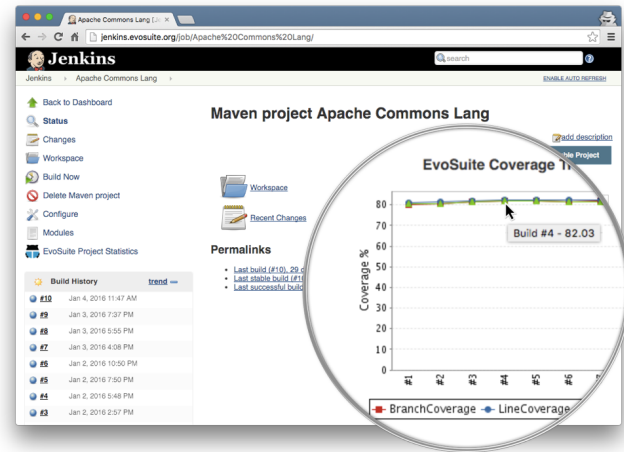 Apache Commons Lang [Je
jenkins.evosuite.org/job/Apache%20Commons%20Lang/
Jenkins
search
Jenkins
Apache Commons Lang
ENABLE AUTO REFRESH
Back to Dashboard
Status
Changes
Workspace
Build Now
Delete Maven project
Configure
Modules
EvoSuite Project Statistics
Build History
trend
#10 Jan 4, 2016 11:47 AM
#9 Jan 3, 2016 7:37 PM
#8 Jan 3, 2016 5:55 PM
#7 Jan 3, 2016 4:08 PM
#6 Jan 2, 2016 10:50 PM
#5 Jan 2, 2016 7:50 PM
#4 Jan 2, 2016 5:48 PM
#3 Jan 2, 2016 2:57 PM
Maven project Apache Commons Lang
add description
Project
Workspace
Recent Changes
Permalinks
Last build (#10), 29
Last stable build
Last successful build
EvoSuite Coverage
Coverage %
80
70
60
50
40
30
20
10
0
Build #4 - 82.03
#1
#2
#3
#4
#5
#6
BranchCoverage
LineCoverage